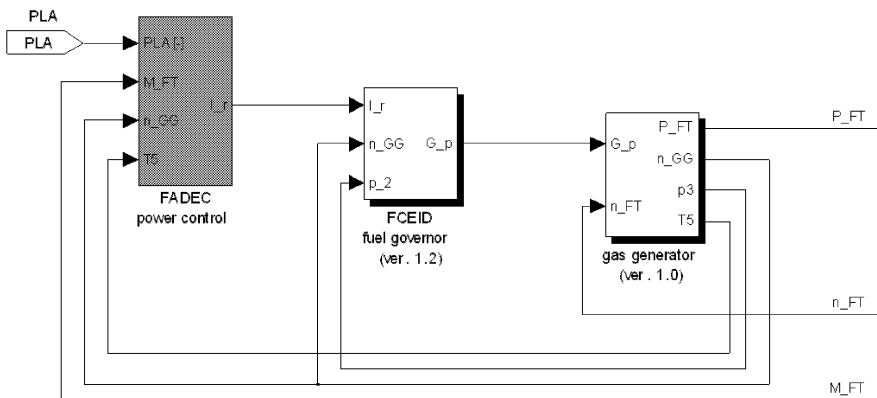 PLA
PLA
PLA [-]
M_FT
n_GG
T5
I_r
FADEC
power control
I_r
n_GG
p_2
G_p
FCEID
fuel governor
(ver. 1.2)
G_p
n_FT
P_FT
n_GG
p3
T5
gas generator
(ver. 1.0)
P_FT
n_FT
M_FT